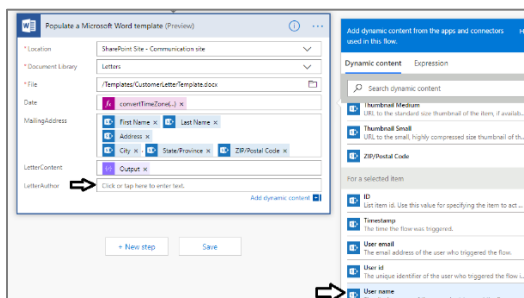 Populate a Microsoft Word template (Preview)
* Location
SharePoint Site - Communication site
* Document Library
Letters
* File
/Templates/CustomerLetterTemplate.docx
Date
fx convertTimeZone(...) ×
MailingAddress
First Name × Last Name ×
Address ×
City × , State/Province × ZIP/Postal Code ×
LetterContent
Output ×
LetterAuthor
Click or tap here to enter text.
Add dynamic content
+ New step
Save
Add dynamic content from the apps and connectors
used in this flow.
Dynamic content
Expression
Search dynamic content
Thumbnail Medium
URL to the standard size thumbnail of the item, if availab...
Thumbnail Small
URL to the small, highly compressed size thumbnail of th...
ZIP/Postal Code
For a selected item
ID
List item id. Use this value for specifying the item to act ...
Timestamp
The time the flow was triggered.
User email
The email address of the user who triggered the flow.
User id
The unique identifier of the user who triggered the flow i...
User name